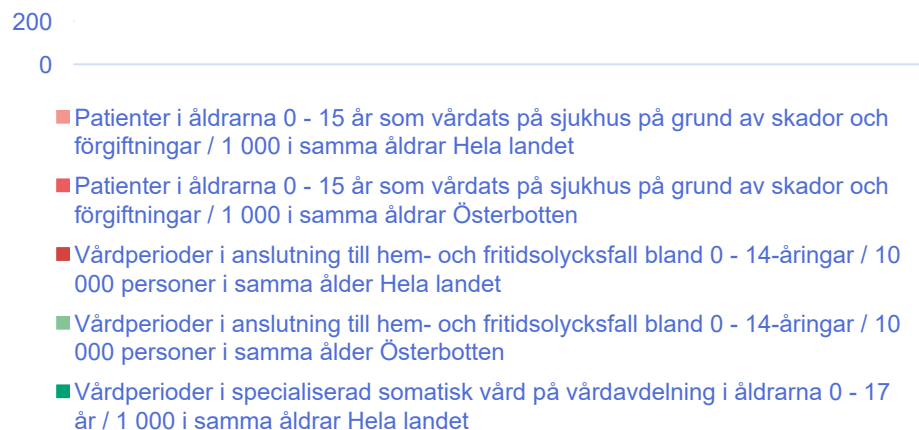 200
0
Patienter i åldrarna 0 - 15 år som vårdats på sjukhus på grund av skador och
förgiftningar / 1 000 i samma åldrar Hela landet
Patienter i åldrarna 0 - 15 år som vårdats på sjukhus på grund av skador och
förgiftningar / 1 000 i samma åldrar Österbotten
Vårdperioder i anslutning till hem- och fritidsolycksfall bland 0 - 14-åringar / 10
000 personer i samma ålder Hela landet
Vårdperioder i anslutning till hem- och fritidsolycksfall bland 0 - 14-åringar / 10
000 personer i samma ålder Österbotten
Vårdperioder i specialiserad somatisk vård på vårdavdelning i åldrarna 0 - 17
år / 1 000 i samma åldrar Hela landet